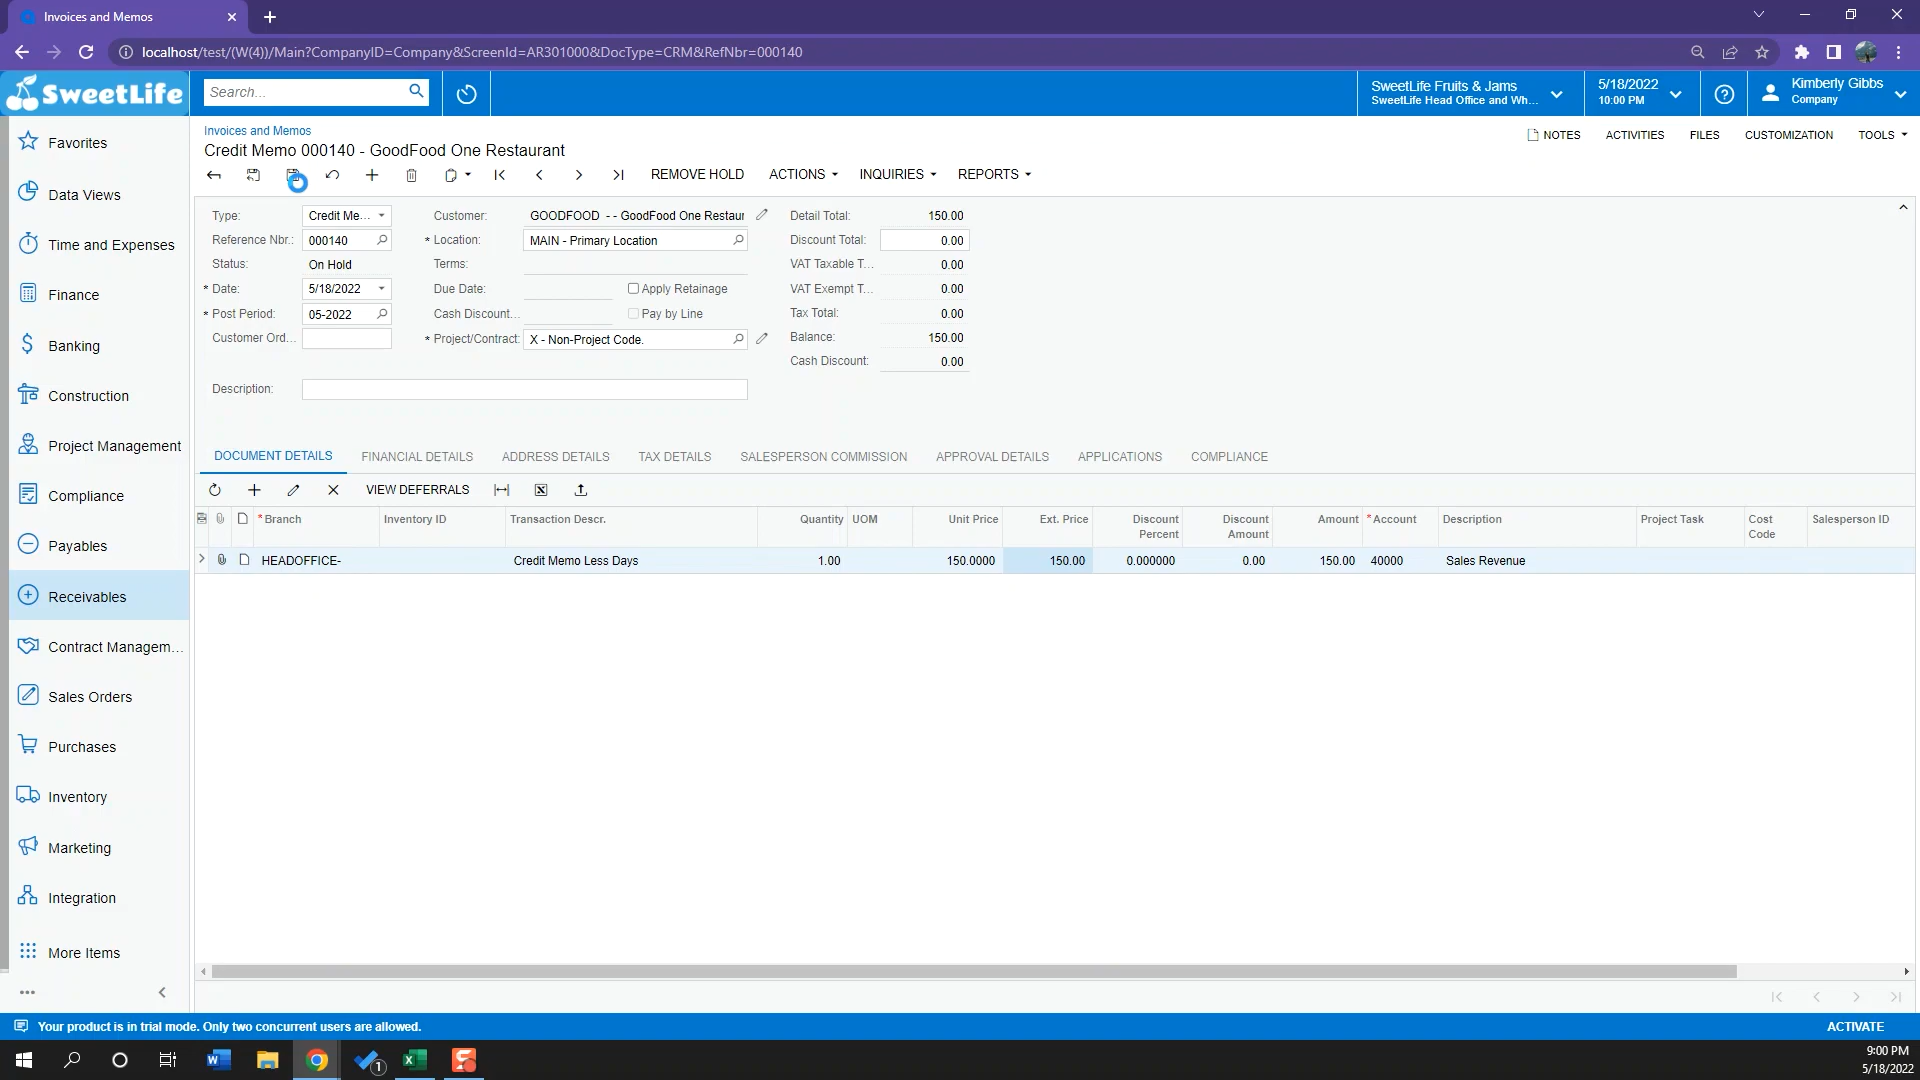 Invoices and Memos
localhost/test/(W(4))/Main?CompanyID=Company&ScreenId=AR301000&DocType=CRM&RefNbr=000140
SweetLife
Search...
SweetLife Fruits & Jams
SweetLife Head Office and Wh...
5/18/2022
10:00 PM
Kimberly Gibbs
Company
Favorites
Data Views
Time and Expenses
Finance
Banking
Construction
Project Management
Compliance
Payables
Receivables
Contract Managem...
Sales Orders
Purchases
Inventory
Marketing
Integration
More Items
Invoices and Memos
Credit Memo 000140 - GoodFood One Restaurant
NOTES ACTIVITIES FILES CUSTOMIZATION TOOLS
REMOVE HOLD ACTIONS INQUIRIES REPORTS
Type: Credit Me... Customer: GOODFOOD - - GoodFood One Restaur Detail Total: 150.00
Reference Nbr.: 000140 * Location: MAIN - Primary Location Discount Total: 0.00
Status: On Hold Terms: VAT Taxable T... 0.00
* Date: 5/18/2022 Due Date: Apply Retainage VAT Exempt T... 0.00
* Post Period: 05-2022 Cash Discount... Pay by Line Tax Total: 0.00
Customer Ord... * Project/Contract: X - Non-Project Code. Balance: 150.00
Cash Discount: 0.00
Description:
DOCUMENT DETAILS FINANCIAL DETAILS ADDRESS DETAILS TAX DETAILS SALESPERSON COMMISSION APPROVAL DETAILS APPLICATIONS COMPLIANCE
VIEW DEFERRALS
* Branch Inventory ID Transaction Descr. Quantity UOM Unit Price Ext. Price Discount Percent Discount Amount Amount * Account Description Project Task Cost Code Salesperson ID
HEADOFFICE- Credit Memo Less Days 1.00 150.0000 150.00 0.000000 0.00 150.00 40000 Sales Revenue
Your product is in trial mode. Only two concurrent users are allowed.
ACTIVATE
1
9:00 PM
5/18/2022